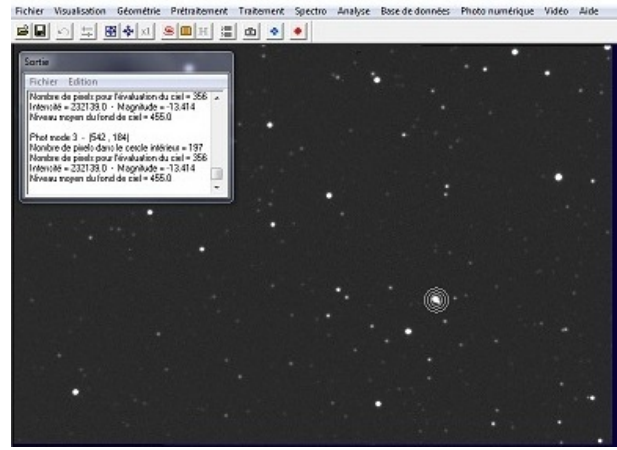 Fichier Visualisation Géométrie Prétraitement Traitement Spectro Analyse Base de données Photo numérique Vidéo Aide
x1
H
Sortie
Fichier Edition
Nombre de pixels pour l'évaluation du ciel = 356
Intensité = 232139.0 - Magnitude = -13.414
Niveau moyen du fond de ciel = 455.0
Phot mode 3 - (542 , 184)
Nombre de pixels dans le cercle intérieur = 197
Nombre de pixels pour l'évaluation du ciel = 356
Intensité = 232139.0 - Magnitude = -13.414
Niveau moyen du fond de ciel = 455.0